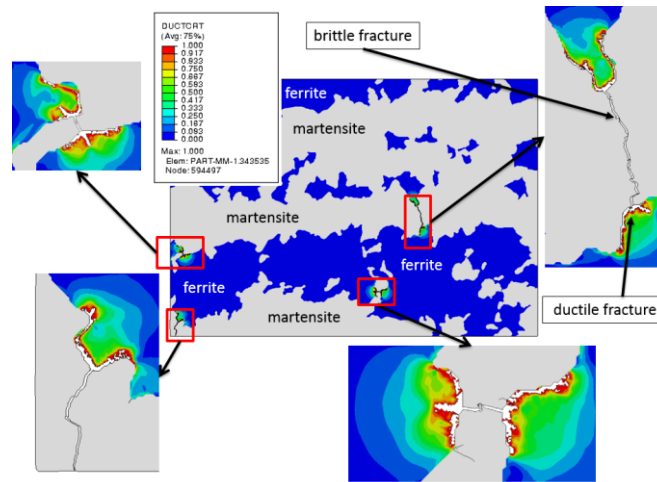 DUCTCRT
(Avg: 75%)
1.000
0.917
0.833
0.750
0.667
0.583
0.500
0.417
0.333
0.250
0.167
0.083
0.000
Max: 1.000
Elem: PART-MM-1.343535
Node: 594497
brittle fracture
ferrite
martensite
martensite
ferrite
ferrite
martensite
ductile fracture